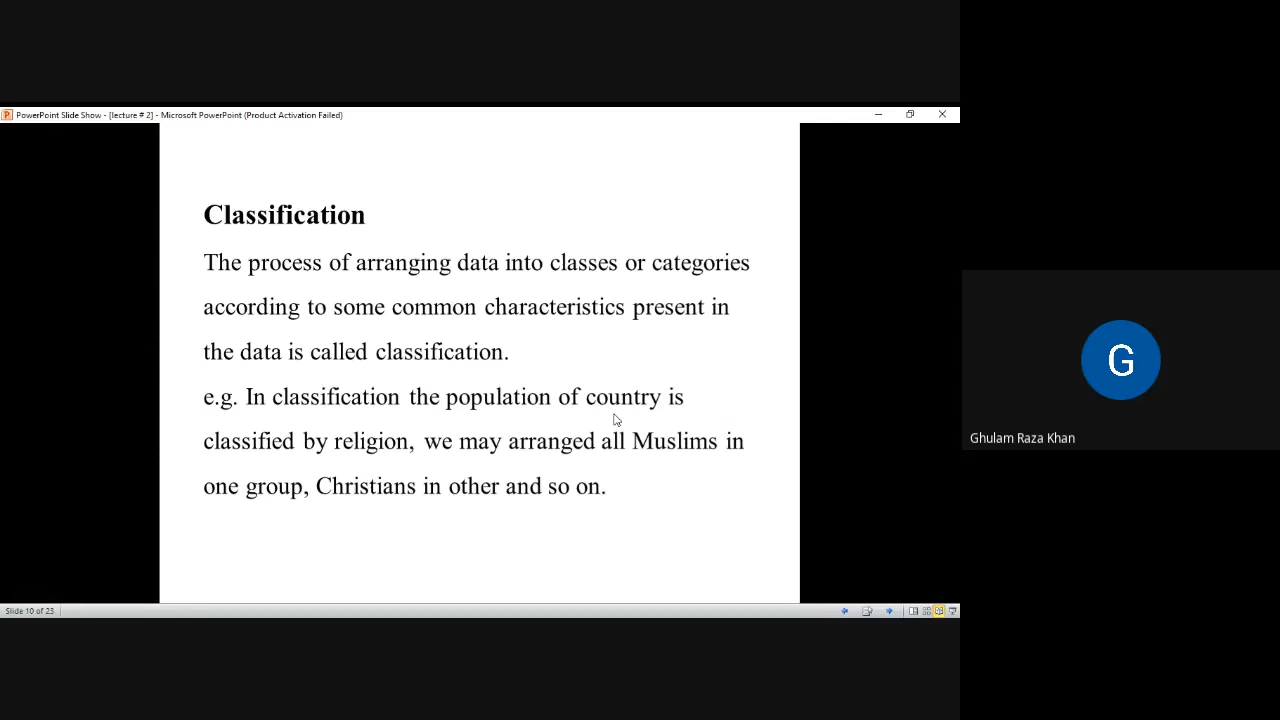 PowerPoint Slide Show - [lecture # 2] - Microsoft PowerPoint (Product Activation Failed)
Classification
The process of arranging data into classes or categories
according to some common characteristics present in
the data is called classification.
e.g. In classification the population of country is
classified by religion, we may arranged all Muslims in
one group, Christians in other and so on.
G
Ghulam Raza Khan
Slide 10 of 23